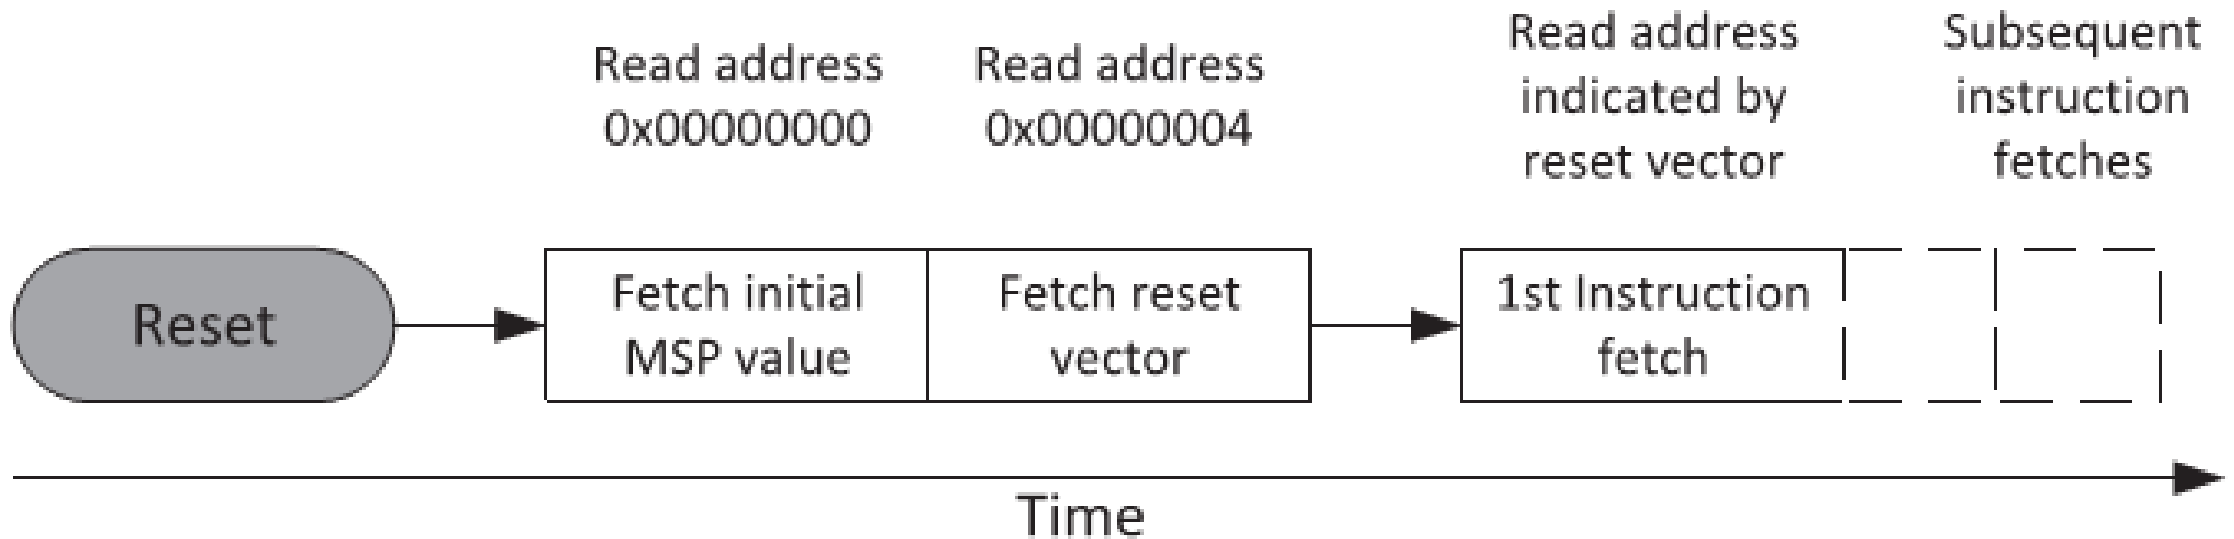 Read address
0x00000000
Read address
0x00000004
Read address
indicated by
reset vector
Subsequent
instruction
fetches
Reset
Fetch initial
MSP value
Fetch reset
vector
1st Instruction
fetch
Time